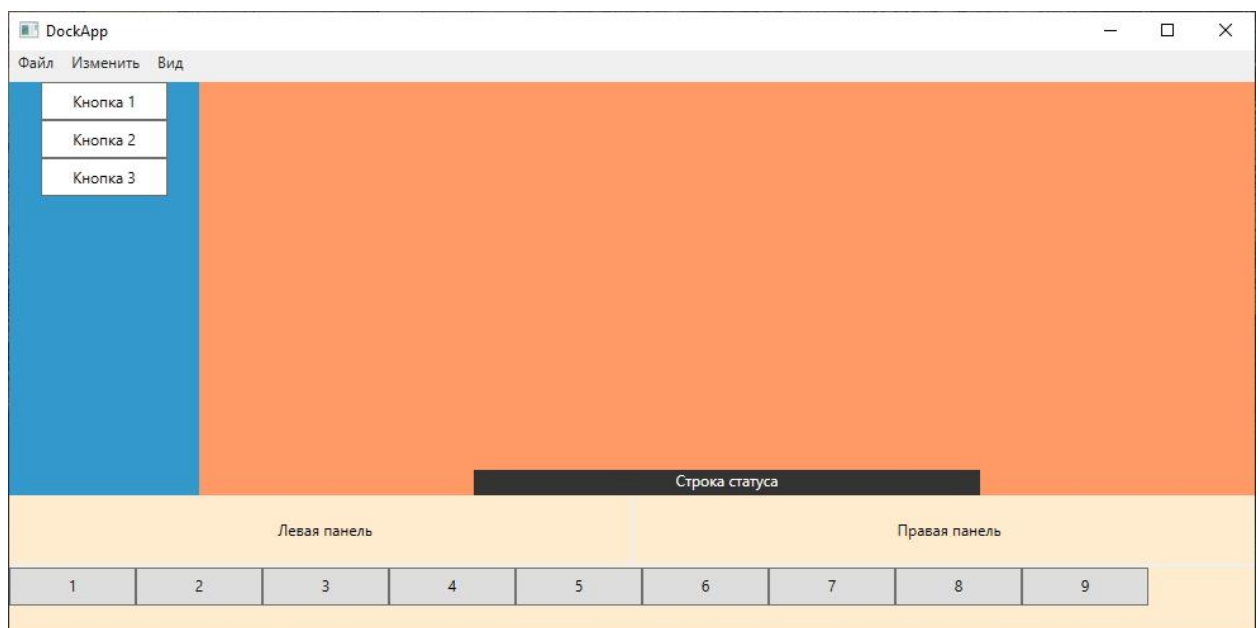 DockApp
Файл Изменить Вид
Кнопка 1
Кнопка 2
Кнопка 3
Строка статуса
Левая панель Правая панель
1 2 3 4 5 6 7 8 9